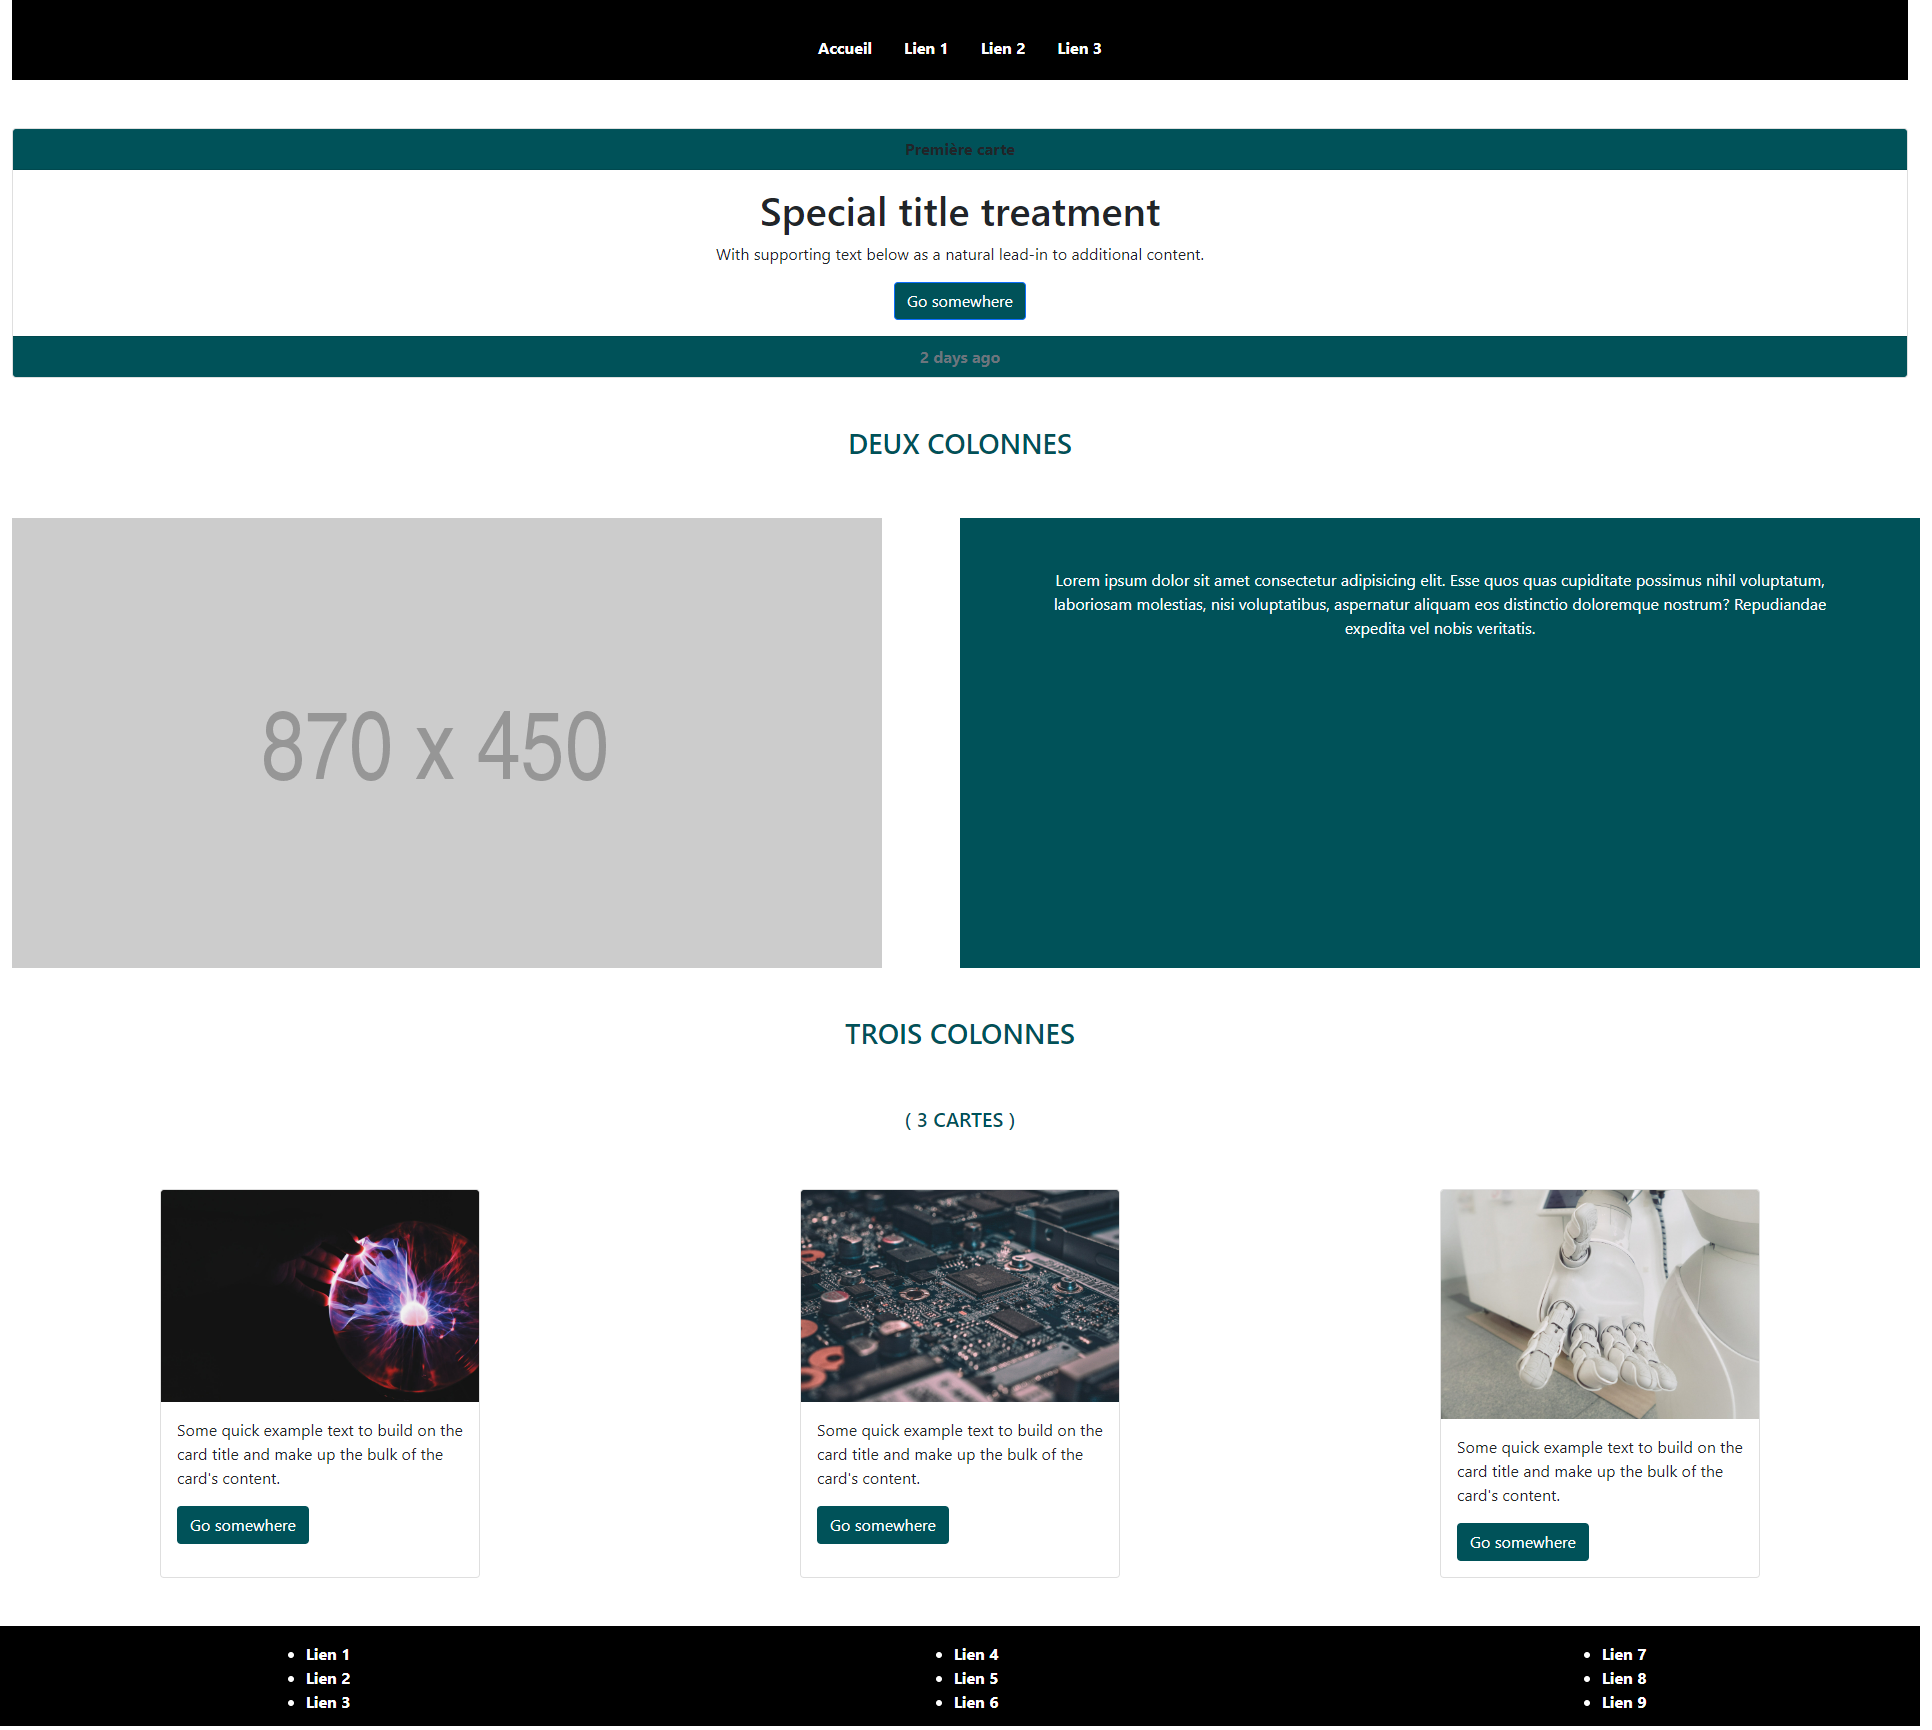 Accueil Lien 1 Lien 2 Lien 3
Première carte
Special title treatment
With supporting text below as a natural lead-in to additional content.
Go somewhere
2 days ago
DEUX COLONNES
870 x 450
Lorem ipsum dolor sit amet consectetur adipisicing elit. Esse quos quas cupiditate possimus nihil voluptatum,
laboriosam molestias, nisi voluptatibus, aspernatur aliquam eos distinctio doloremque nostrum? Repudiandae
expedita vel nobis veritatis.
TROIS COLONNES
( 3 CARTES )
Some quick example text to build on the
card title and make up the bulk of the
card's content.
Go somewhere
Some quick example text to build on the
card title and make up the bulk of the
card's content.
Go somewhere
Some quick example text to build on the
card title and make up the bulk of the
card's content.
Go somewhere
Lien 1
Lien 2
Lien 3
Lien 4
Lien 5
Lien 6
Lien 7
Lien 8
Lien 9